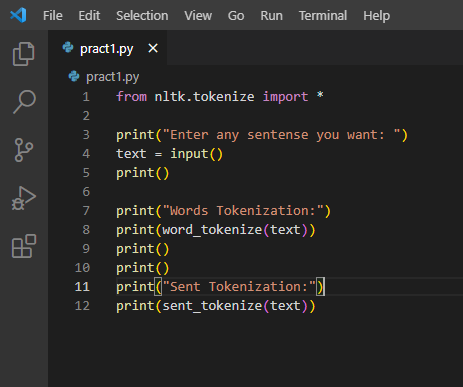 File Edit Selection View Go Run Terminal Help
pract1.py ×
pract1.py
1 from nltk.tokenize import *
2
3 print("Enter any sentense you want: ")
4 text = input()
5 print()
6
7 print("Words Tokenization:")
8 print(word_tokenize(text))
9 print()
10 print()
11 print("Sent Tokenization:")
12 print(sent_tokenize(text))